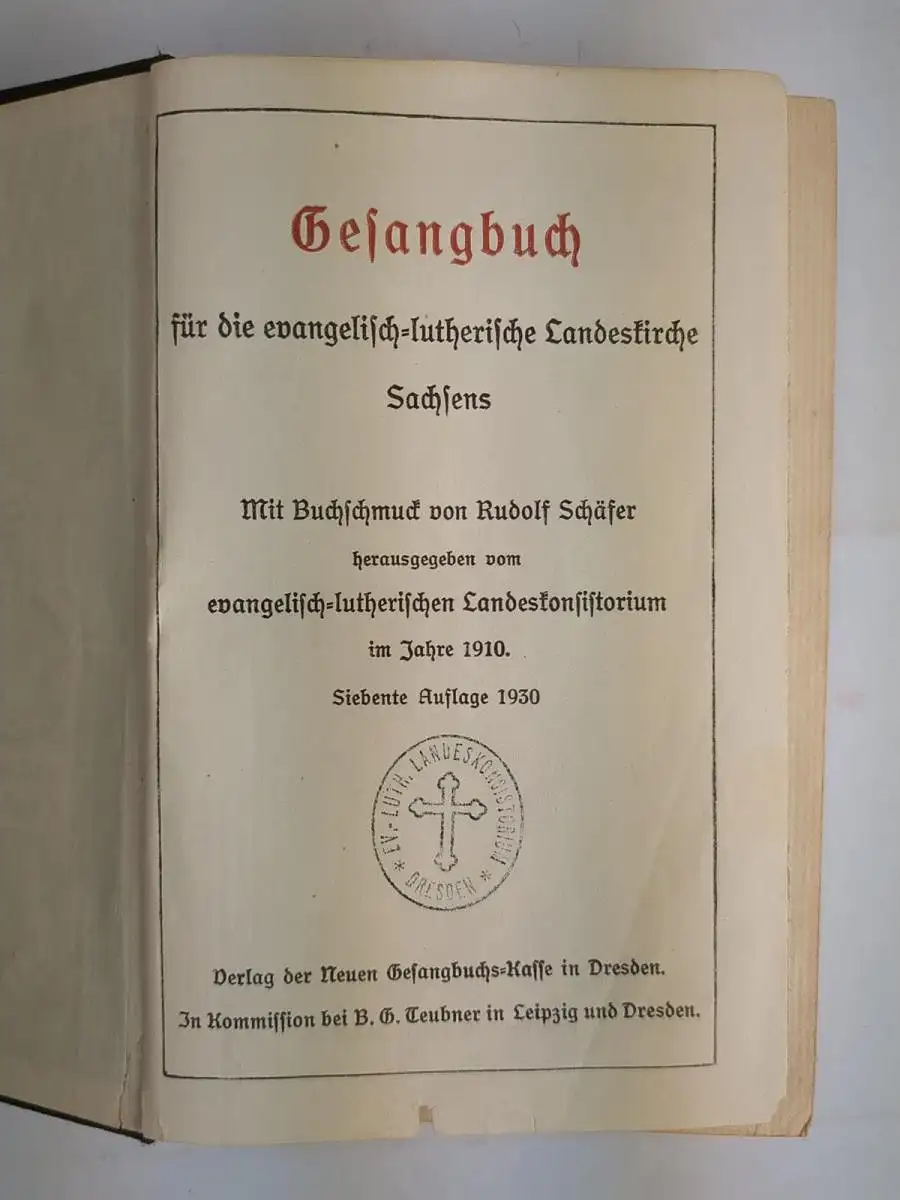 Gesangbuch
für die evangelisch=lutherische Landeskirche
Sachsens
Mit Buchschmuck von Rudolf Schäfer
herausgegeben vom
evangelisch=lutherischen Landeskonsistorium
im Jahre 1910.
Siebente Auflage 1930
EV.-LUTH. LANDESKONSISTORIUM
* DRESDEN *
Verlag der Neuen Gesangbuchs=Kasse in Dresden.
In Kommission bei B. G. Teubner in Leipzig und Dresden.